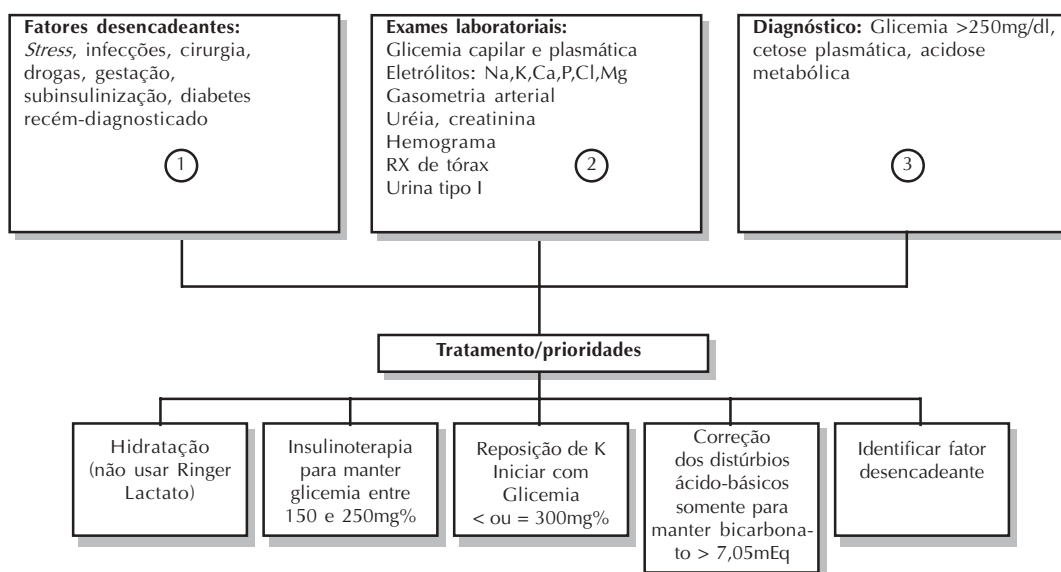 Fatores desencadeantes:
Stress, infecções, cirurgia,
drogas, gestação,
subinsulinização, diabetes
recém-diagnosticado
1
Exames laboratoriais:
Glicemia capilar e plasmática
Eletrólitos: Na,K,Ca,P,Cl,Mg
Gasometria arterial
Uréia, creatinina
Hemograma
RX de tórax
Urina tipo I
2
Diagnóstico: Glicemia >250mg/dl,
cetose plasmática, acidose
metabólica
3
Tratamento/prioridades
Hidratação
(não usar Ringer
Lactato)
Insulinoterapia
para manter
glicemia entre
150 e 250mg%
Reposição de K
Iniciar com
Glicemia
< ou = 300mg%
Correção
dos distúrbios
ácido-básicos
somente para
manter bicarbona-
to > 7,05mEq
Identificar fator
desencadeante